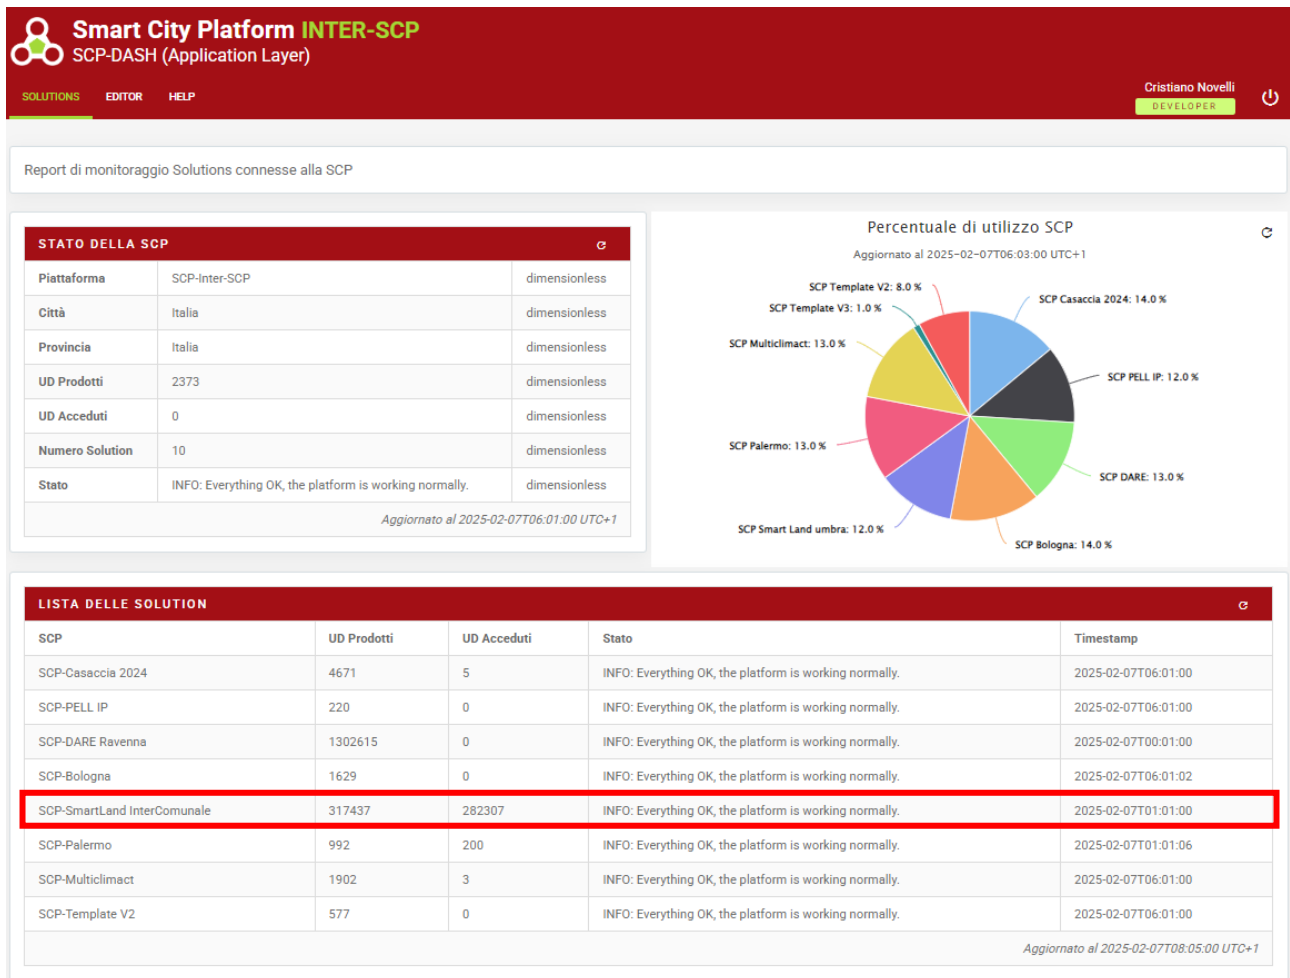 Smart City Platform INTER-SCP
SCP-DASH (Application Layer)
SOLUTIONS EDITOR HELP
Cristiano Novelli
DEVELOPER
Report di monitoraggio Solutions connesse alla SCP
STATO DELLA SCP
Piattaforma SCP-Inter-SCP dimensionless
Città Italia dimensionless
Provincia Italia dimensionless
UD Prodotti 2373 dimensionless
UD Acceduti 0 dimensionless
Numero Solution 10 dimensionless
Stato INFO: Everything OK, the platform is working normally. dimensionless
Aggiornato al 2025-02-07T06:01:00 UTC+1
Percentuale di utilizzo SCP
Aggiornato al 2025-02-07T06:03:00 UTC+1
SCP Template V2: 8.0 %
SCP Casaccia 2024: 14.0 %
SCP Template V3: 1.0 %
SCP Multiclimact: 13.0 %
SCP PELL IP: 12.0 %
SCP Palermo: 13.0 %
SCP DARE: 13.0 %
SCP Smart Land umbra: 12.0 %
SCP Bologna: 14.0 %
LISTA DELLE SOLUTION
SCP UD Prodotti UD Acceduti Stato Timestamp
SCP-Casaccia 2024 4671 5 INFO: Everything OK, the platform is working normally. 2025-02-07T06:01:00
SCP-PELL IP 220 0 INFO: Everything OK, the platform is working normally. 2025-02-07T06:01:00
SCP-DARE Ravenna 1302615 0 INFO: Everything OK, the platform is working normally. 2025-02-07T00:01:00
SCP-Bologna 1629 0 INFO: Everything OK, the platform is working normally. 2025-02-07T06:01:02
SCP-SmartLand InterComunale 317437 282307 INFO: Everything OK, the platform is working normally. 2025-02-07T01:01:00
SCP-Palermo 992 200 INFO: Everything OK, the platform is working normally. 2025-02-07T01:01:06
SCP-Multiclimact 1902 3 INFO: Everything OK, the platform is working normally. 2025-02-07T06:01:00
SCP-Template V2 577 0 INFO: Everything OK, the platform is working normally. 2025-02-07T06:01:00
Aggiornato al 2025-02-07T08:05:00 UTC+1